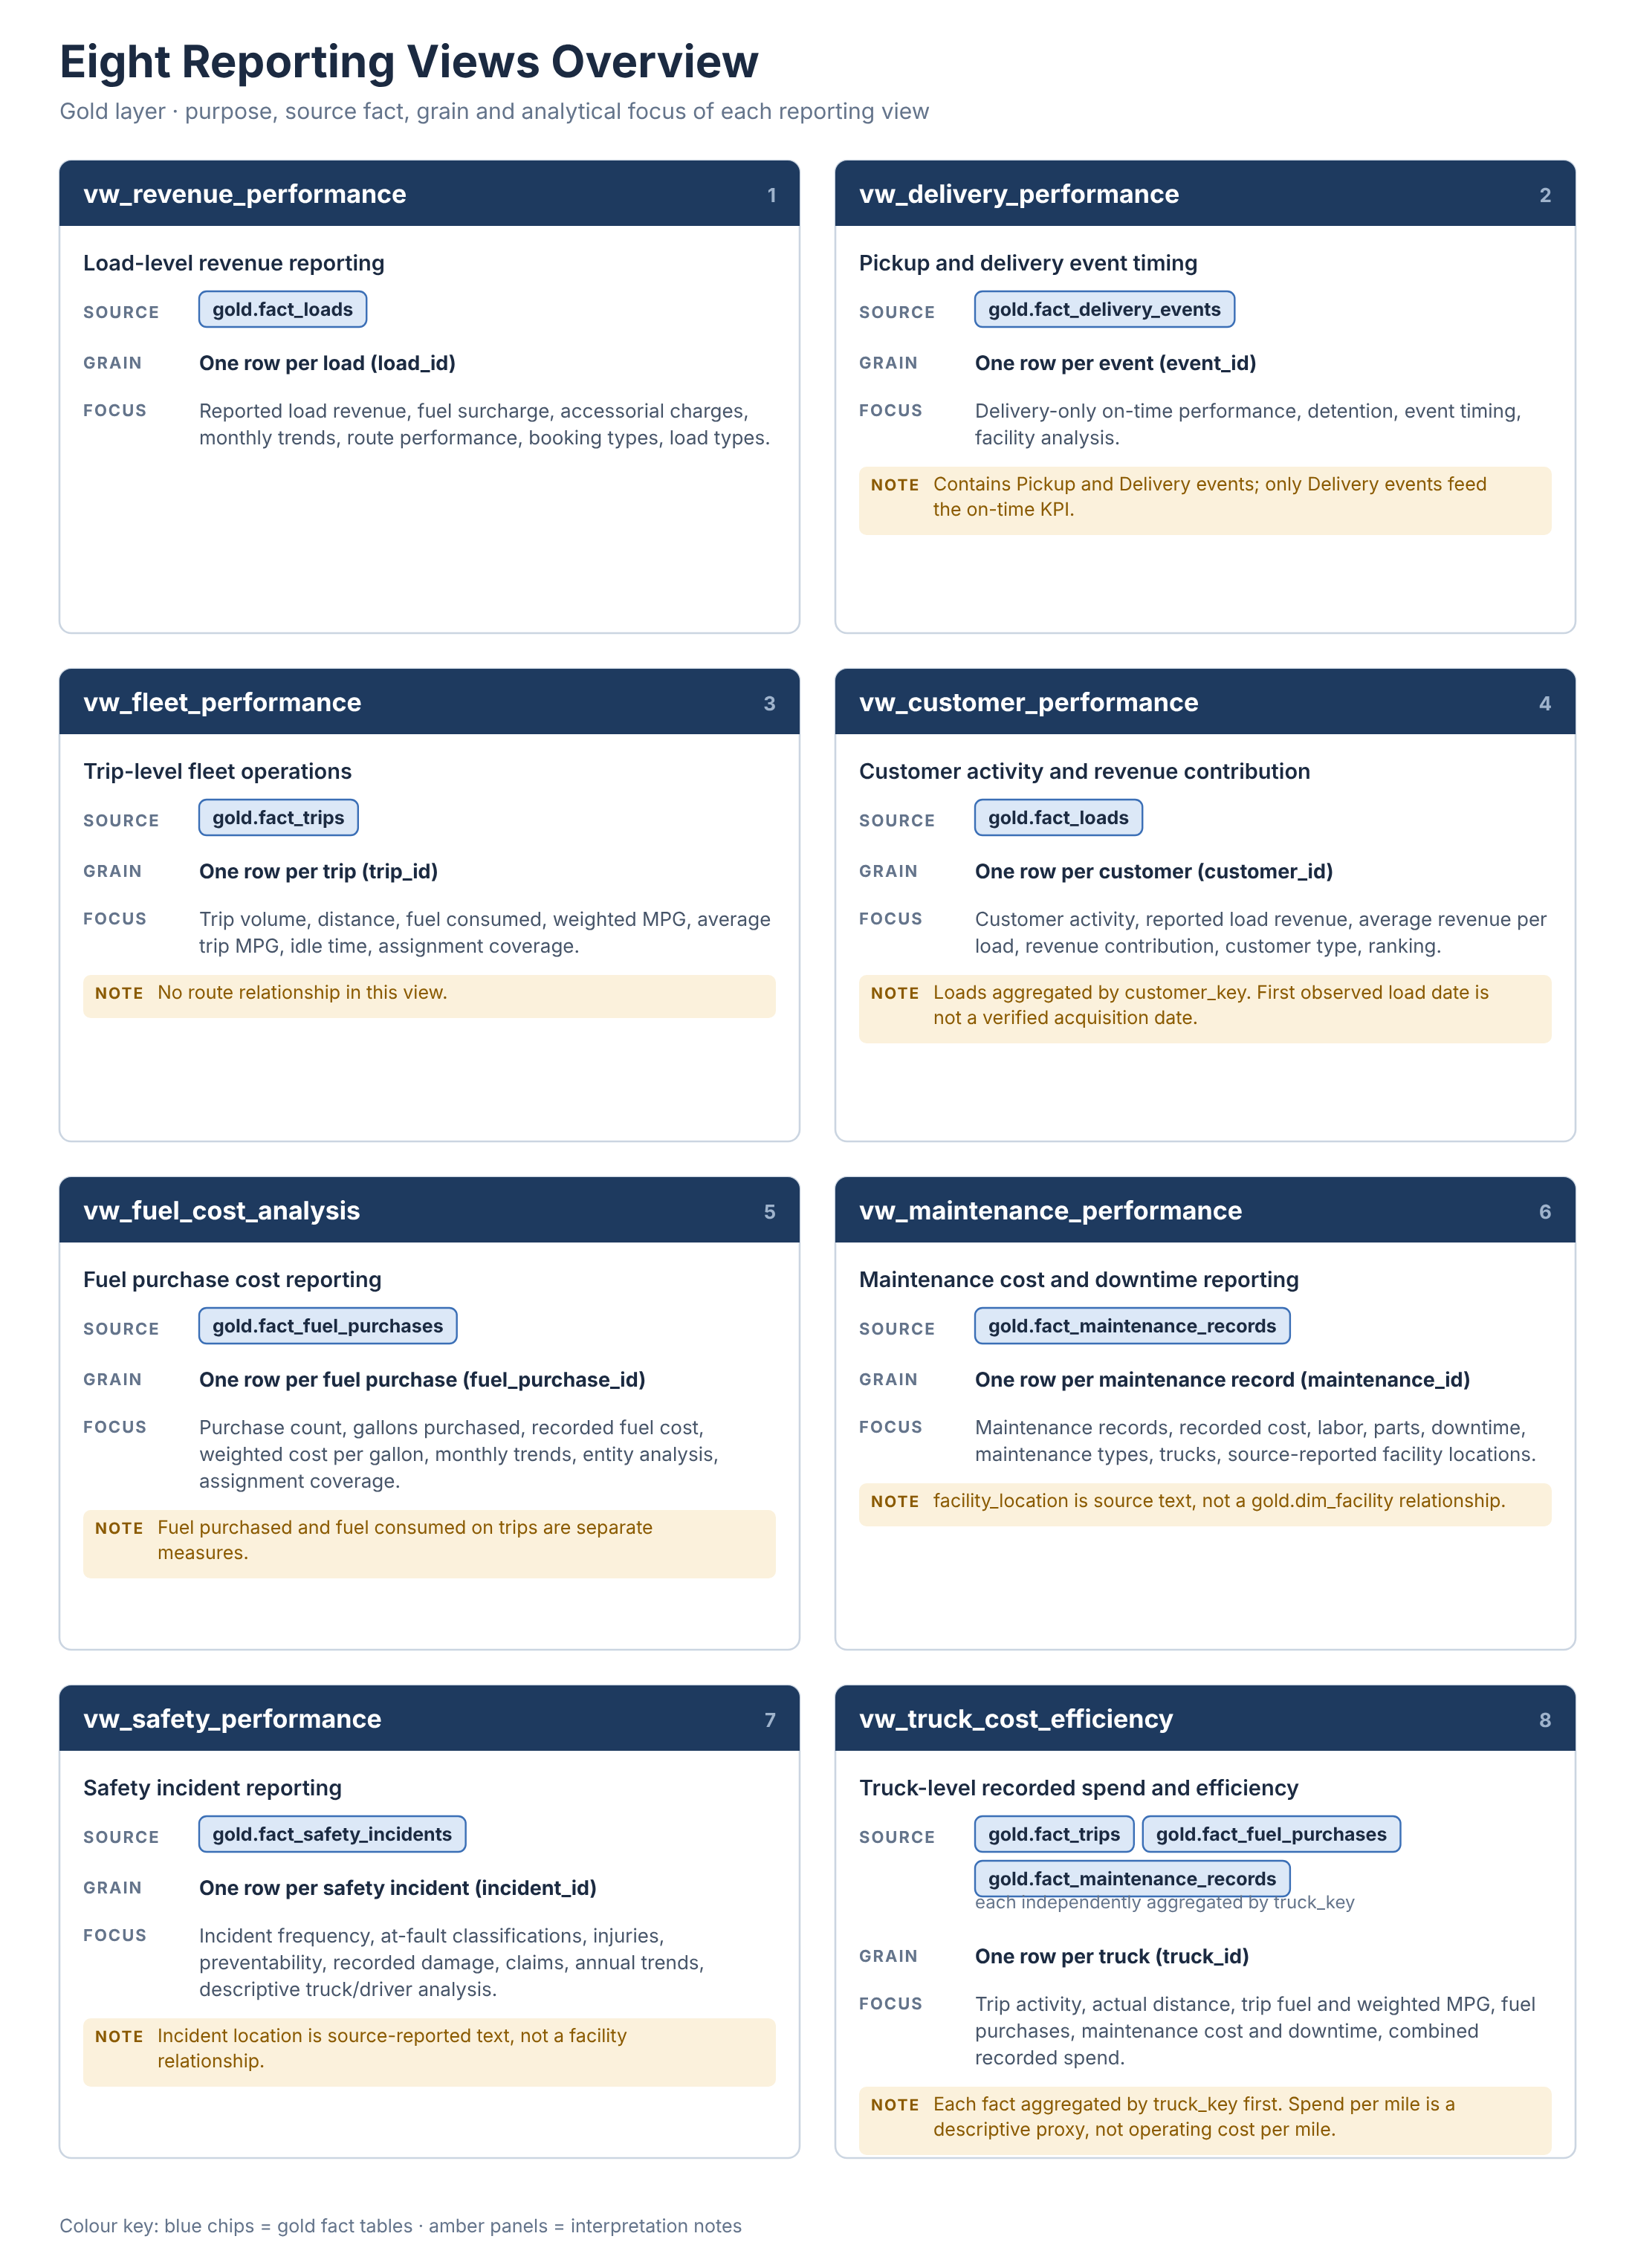 Eight Reporting Views Overview
Gold layer · purpose, source fact, grain and analytical focus of each reporting view
vw_revenue_performance 1
Load-level revenue reporting
SOURCE gold.fact_loads
GRAIN One row per load (load_id)
FOCUS Reported load revenue, fuel surcharge, accessorial charges,
monthly trends, route performance, booking types, load types.
vw_delivery_performance 2
Pickup and delivery event timing
SOURCE gold.fact_delivery_events
GRAIN One row per event (event_id)
FOCUS Delivery-only on-time performance, detention, event timing,
facility analysis.
NOTE Contains Pickup and Delivery events; only Delivery events feed
the on-time KPI.
vw_fleet_performance 3
Trip-level fleet operations
SOURCE gold.fact_trips
GRAIN One row per trip (trip_id)
FOCUS Trip volume, distance, fuel consumed, weighted MPG, average
trip MPG, idle time, assignment coverage.
NOTE No route relationship in this view.
vw_customer_performance 4
Customer activity and revenue contribution
SOURCE gold.fact_loads
GRAIN One row per customer (customer_id)
FOCUS Customer activity, reported load revenue, average revenue per
load, revenue contribution, customer type, ranking.
NOTE Loads aggregated by customer_key. First observed load date is
not a verified acquisition date.
vw_fuel_cost_analysis 5
Fuel purchase cost reporting
SOURCE gold.fact_fuel_purchases
GRAIN One row per fuel purchase (fuel_purchase_id)
FOCUS Purchase count, gallons purchased, recorded fuel cost,
weighted cost per gallon, monthly trends, entity analysis,
assignment coverage.
NOTE Fuel purchased and fuel consumed on trips are separate
measures.
vw_maintenance_performance 6
Maintenance cost and downtime reporting
SOURCE gold.fact_maintenance_records
GRAIN One row per maintenance record (maintenance_id)
FOCUS Maintenance records, recorded cost, labor, parts, downtime,
maintenance types, trucks, source-reported facility locations.
NOTE facility_location is source text, not a gold.dim_facility relationship.
vw_safety_performance 7
Safety incident reporting
SOURCE gold.fact_safety_incidents
GRAIN One row per safety incident (incident_id)
FOCUS Incident frequency, at-fault classifications, injuries,
preventability, recorded damage, claims, annual trends,
descriptive truck/driver analysis.
NOTE Incident location is source-reported text, not a facility
relationship.
vw_truck_cost_efficiency 8
Truck-level recorded spend and efficiency
SOURCE gold.fact_trips gold.fact_fuel_purchases
gold.fact_maintenance_records
each independently aggregated by truck_key
GRAIN One row per truck (truck_id)
FOCUS Trip activity, actual distance, trip fuel and weighted MPG, fuel
purchases, maintenance cost and downtime, combined
recorded spend.
NOTE Each fact aggregated by truck_key first. Spend per mile is a
descriptive proxy, not operating cost per mile.
Colour key: blue chips = gold fact tables · amber panels = interpretation notes